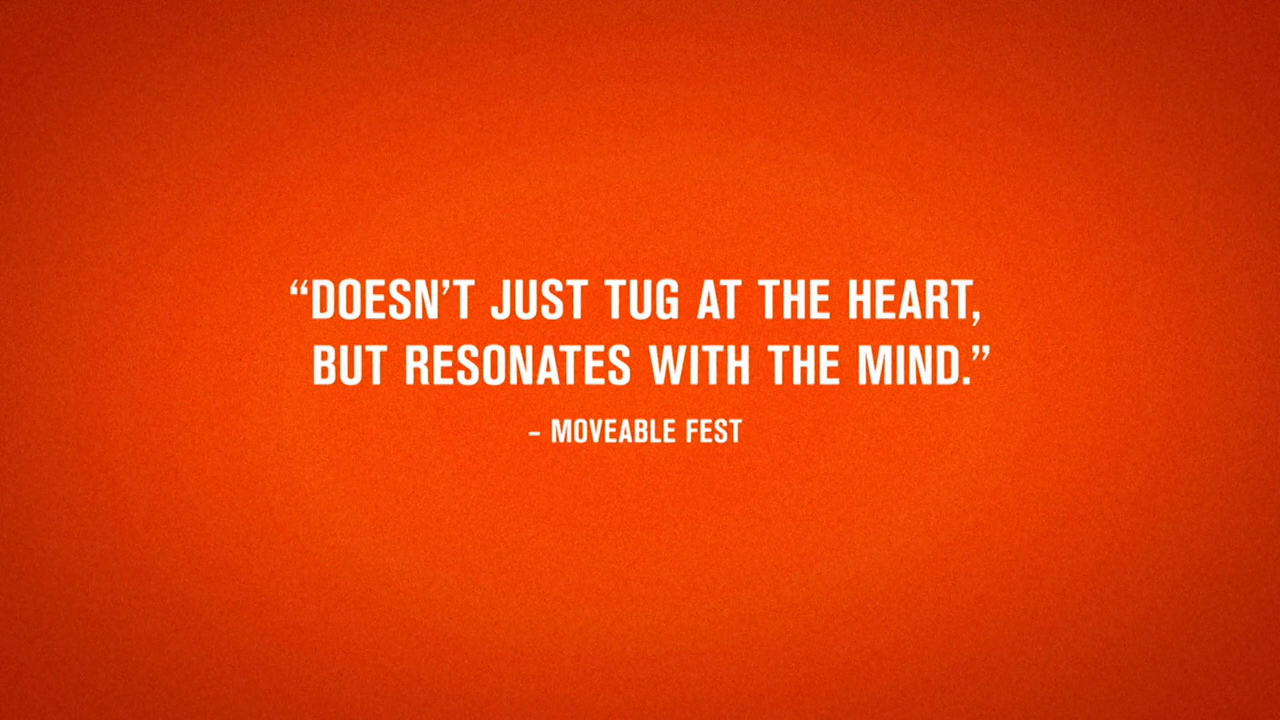 “DOESN’T JUST TUG AT THE HEART,
BUT RESONATES WITH THE MIND.”
– MOVEABLE FEST